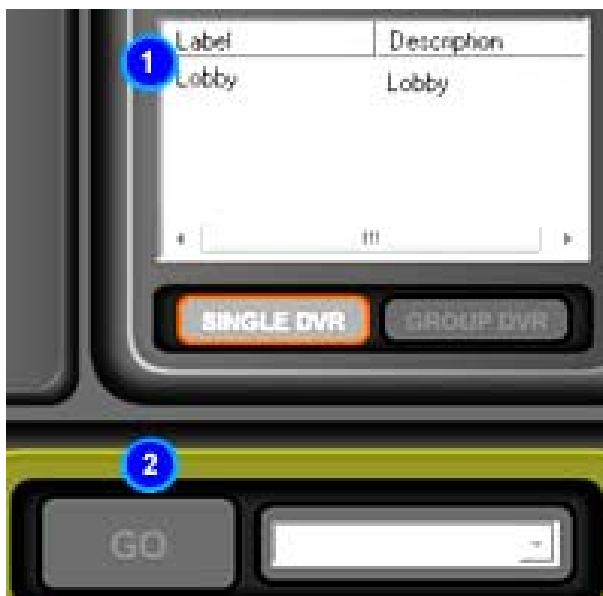 Label Description
1
Lobby Lobby
SINGLE DVR GROUP DVR
2
GO